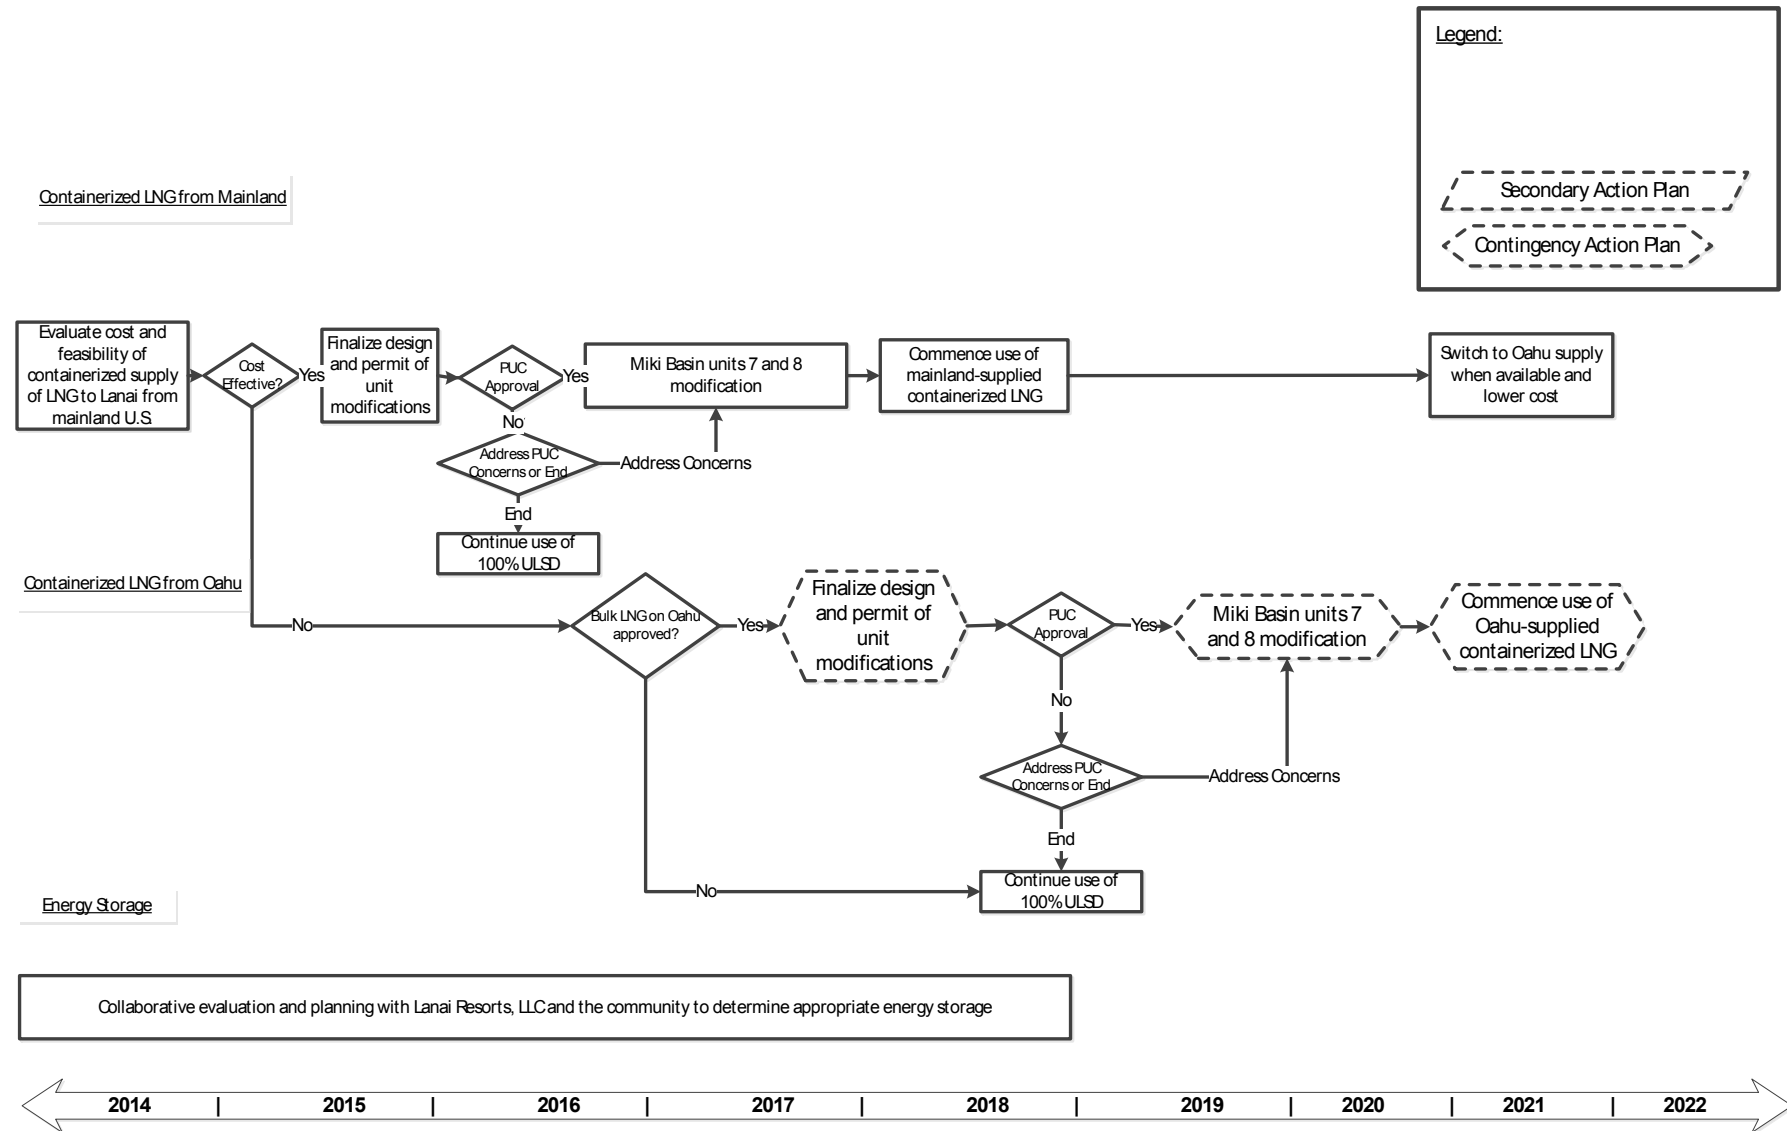 Legend:
Secondary Action Plan
Contingency Action Plan
Containerized LNG from Mainland
Evaluate cost and
feasibility of
containerized supply
of LNG to Lanai from
mainland U.S.
Cost
Effective?
Yes
Finalize design
and permit of
unit
modifications
PUC
Approval
Yes
Miki Basin units 7 and 8
modification
Commence use of
mainland-supplied
containerized LNG
Switch to Oahu supply
when available and
lower cost
No
Address PUC
Concerns or End
Address Concerns
End
Continue use of
100% ULSD
Containerized LNG from Oahu
No
Bulk LNG on Oahu
approved?
Yes
Finalize design
and permit of
unit
modifications
PUC
Approval
Yes
Miki Basin units 7
and 8 modification
Commence use of
Oahu-supplied
containerized LNG
No
Address PUC
Concerns or End
Address Concerns
End
No
Continue use of
100% ULSD
Energy Storage
Collaborative evaluation and planning with Lanai Resorts, LLC and the community to determine appropriate energy storage
2014 | 2015 | 2016 | 2017 | 2018 | 2019 | 2020 | 2021 | 2022